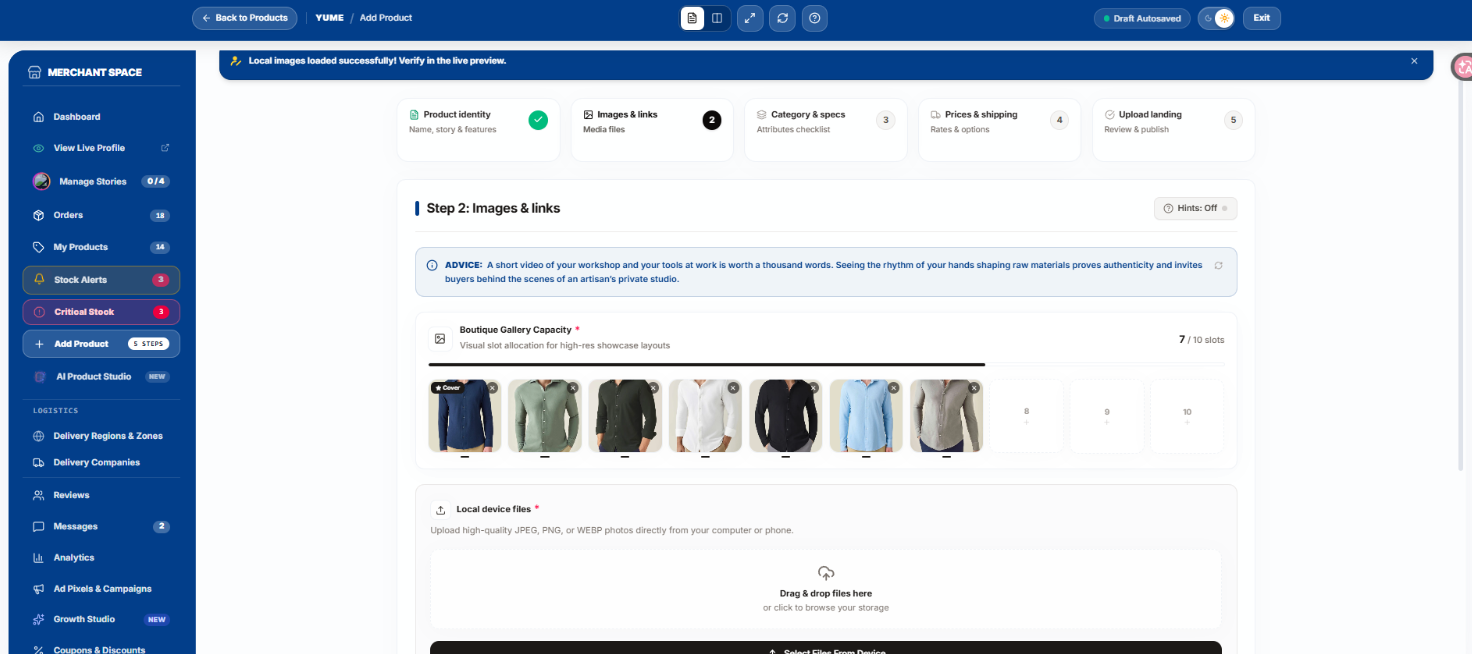 Back to Products
YUME / Add Product
Draft Autosaved
Exit
MERCHANT SPACE
Dashboard
View Live Profile
Manage Stories 0 / 4
Orders 18
My Products 14
Stock Alerts 3
Critical Stock 3
Add Product 5 STEPS
AI Product Studio NEW
LOGISTICS
Delivery Regions & Zones
Delivery Companies
Reviews
Messages 2
Analytics
Ad Pixels & Campaigns
Growth Studio NEW
Coupons & Discounts
Local images loaded successfully! Verify in the live preview.
Product identity
Name, story & features
Images & links 2
Media files
Category & specs 3
Attributes checklist
Prices & shipping 4
Rates & options
Upload landing 5
Review & publish
Step 2: Images & links
Hints: Off
ADVICE: A short video of your workshop and your tools at work is worth a thousand words. Seeing the rhythm of your hands shaping raw materials proves authenticity and invites
buyers behind the scenes of an artisan's private studio.
Boutique Gallery Capacity *
Visual slot allocation for high-res showcase layouts
7 / 10 slots
Cover
8
+
9
+
10
+
Local device files *
Upload high-quality JPEG, PNG, or WEBP photos directly from your computer or phone.
Drag & drop files here
or click to browse your storage
Select Files From Device